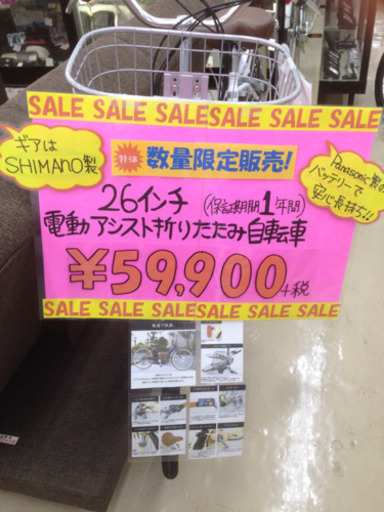 SALE SALE SALE SALE SALE SALE
ギアは
SHIMANO製
特価
数量限定販売!
Panasonic製
バッテリーで
安心長持ち!!
26インチ
(保証期間1年間)
電動アシスト折りたたみ自転車
¥59,900
+税
SALE SALE SALE SALE SALE SALE